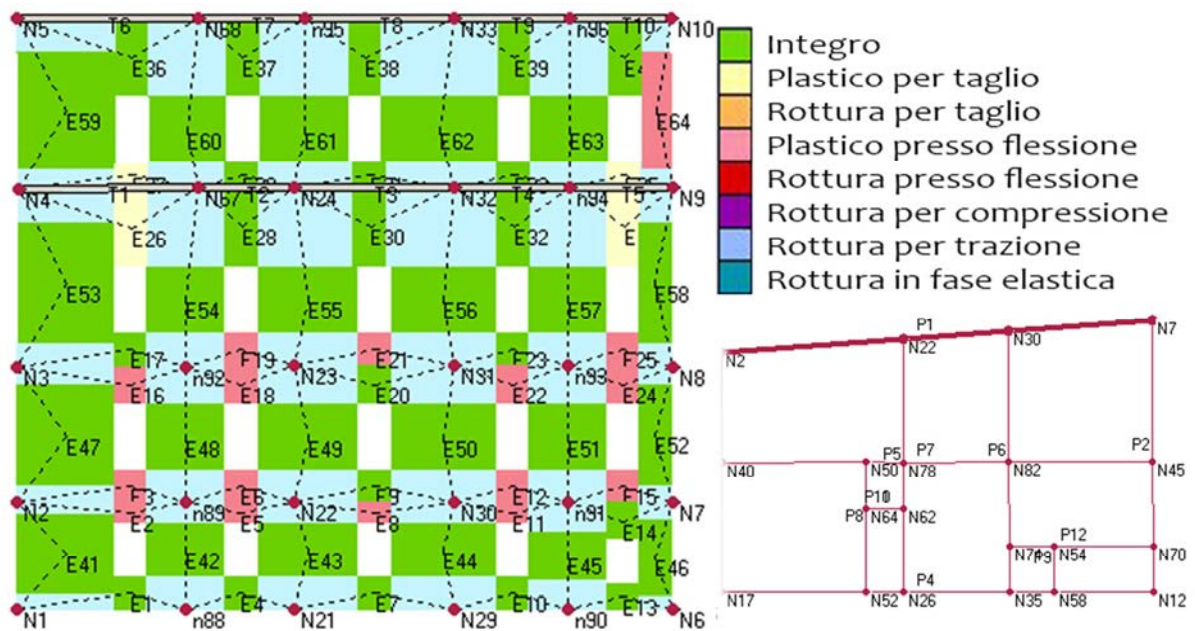 N5 T6 N68 T7 n95 T8 N33 T9 n96 T10 N10
E36 E37 E38 E39
E59 E60 E61 E62 E63 E64
N4 T1 N67 T2 N24 T3 N32 T4 n94 T5 N9
E26 E28 E30 E32 E
E53 E54 E55 E56 E57 E58
E17 F19 E21 E23 F25
N3 n92 N23 N31 n93 N8
E16 E18 E20 E22 E24
E47 E48 E49 E50 E51 E52
F3 E6 F9 E12 F15
N2 n89 N22 N30 n91 N7
E2 E5 E8 E11 E14
E41 E42 E43 E44 E45 E46
E1 E4 E7 E10 E13
N1 n88 N21 N29 n90 N6
Integro
Plastico per taglio
Rottura per taglio
Plastico presso flessione
Rottura presso flessione
Rottura per compressione
Rottura per trazione
Rottura in fase elastica
P1
N2 N22 N30 N7
P5 P7 P6 P2
N40 N50 N78 N82 N45
P8 N64 N62
P12
N54 N70
P4
N17 N52 N26 N35 N58 N12